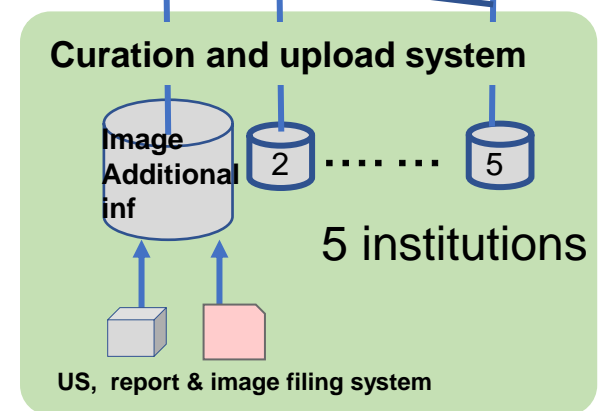 Curation and upload system
Image
Additional
inf
2 ....... 5
5 institutions
US, report & image filing system